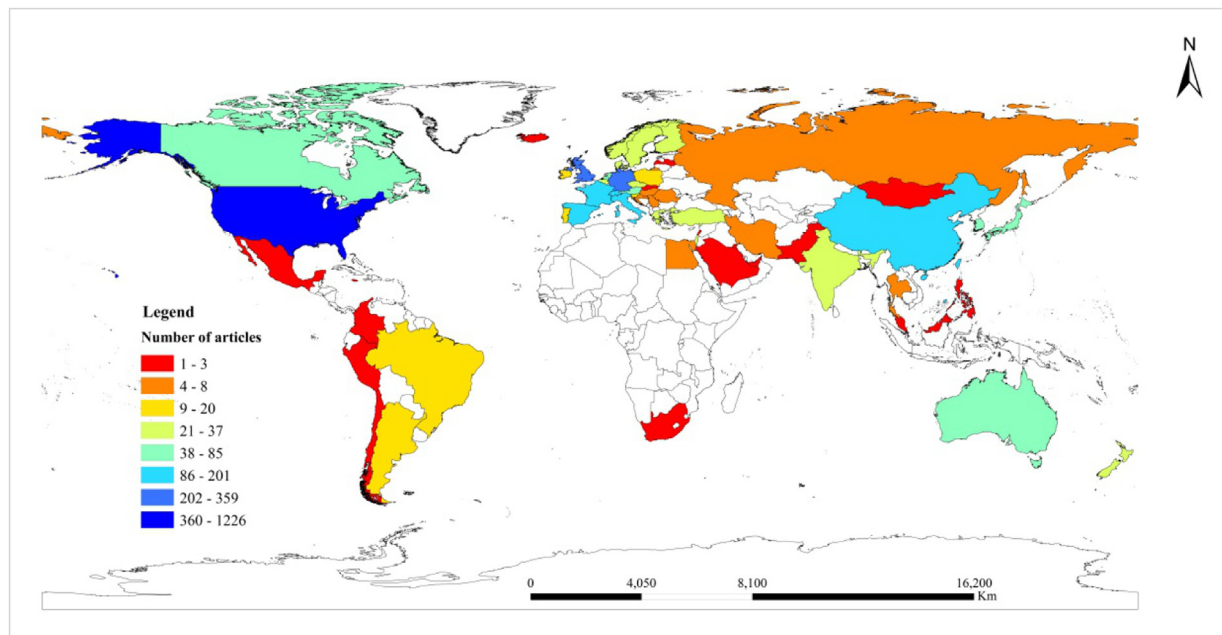 N
Legend
Number of articles
1 - 3
4 - 8
9 - 20
21 - 37
38 - 85
86 - 201
202 - 359
360 - 1226
0 4,050 8,100 16,200
Km